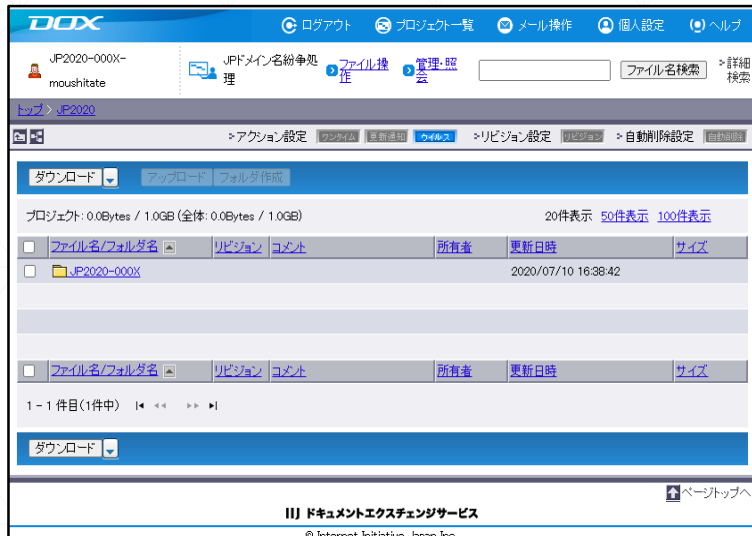 DOX ログアウト プロジェクト一覧 メール操作 個人設定 ヘルプ
JP2020-000X-
moushitate
JPドメイン名紛争処
理
ファイル操
作
管理・照
会
ファイル名検索
詳細
検索
トップ > JP2020
アクション設定 ワンタイム 更新通知 ウイルス リビジョン設定 リビジョン 自動削除設定 自動削除
ダウンロード アップロード フォルダ作成
プロジェクト: 0.0Bytes / 1.0GB (全体: 0.0Bytes / 1.0GB) 20件表示 50件表示 100件表示
ファイル名/フォルダ名 リビジョン コメント 所有者 更新日時 サイズ
JP2020-000X 2020/07/10 16:38:42
ファイル名/フォルダ名 リビジョン コメント 所有者 更新日時 サイズ
1 - 1 件目(1件中)
ダウンロード
ページトップへ
IIJ ドキュメントエクスチェンジサービス
© Internet Initiative Japan Inc.